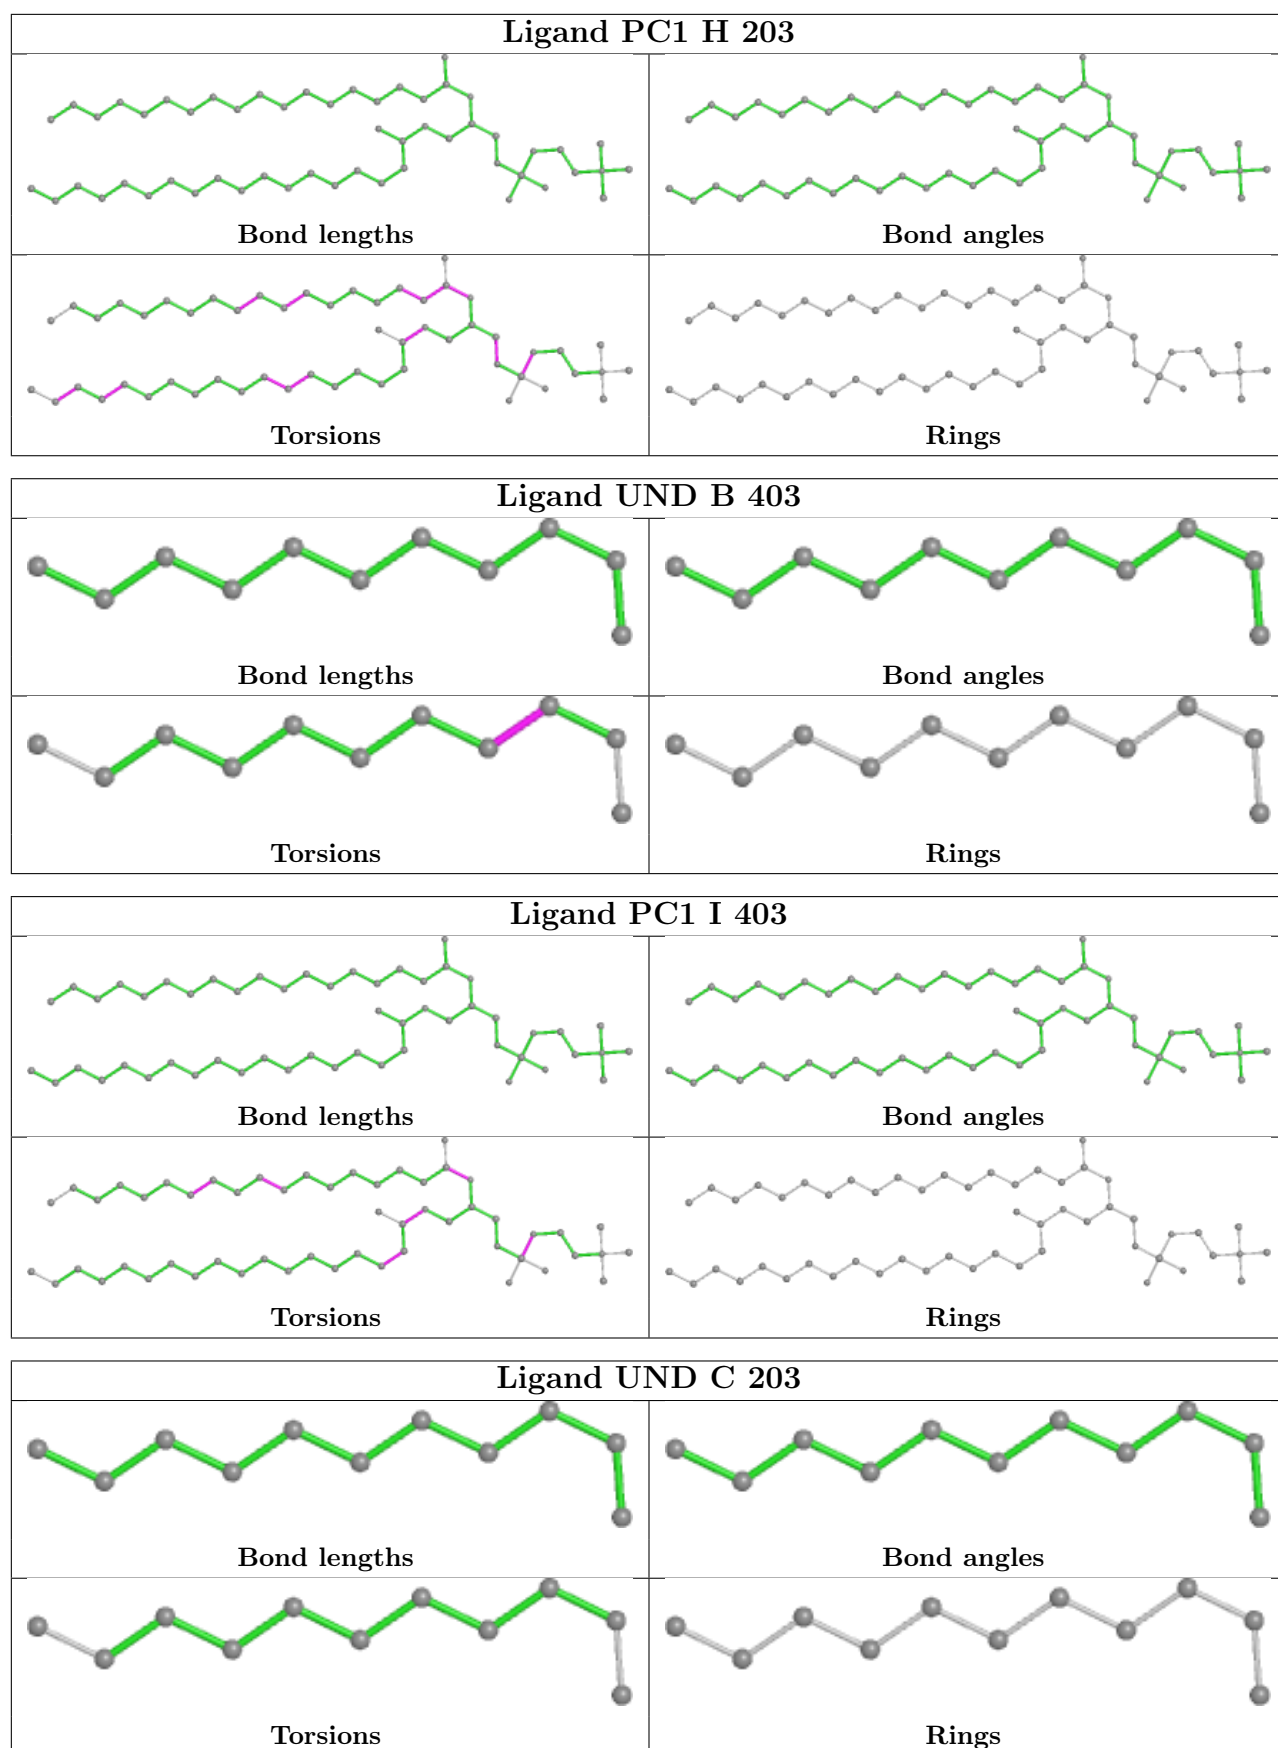 Ligand PC1 H 203
Bond lengths Bond angles
Torsions Rings
Ligand UND B 403
Bond lengths Bond angles
Torsions Rings
Ligand PC1 I 403
Bond lengths Bond angles
Torsions Rings
Ligand UND C 203
Bond lengths Bond angles
Torsions Rings